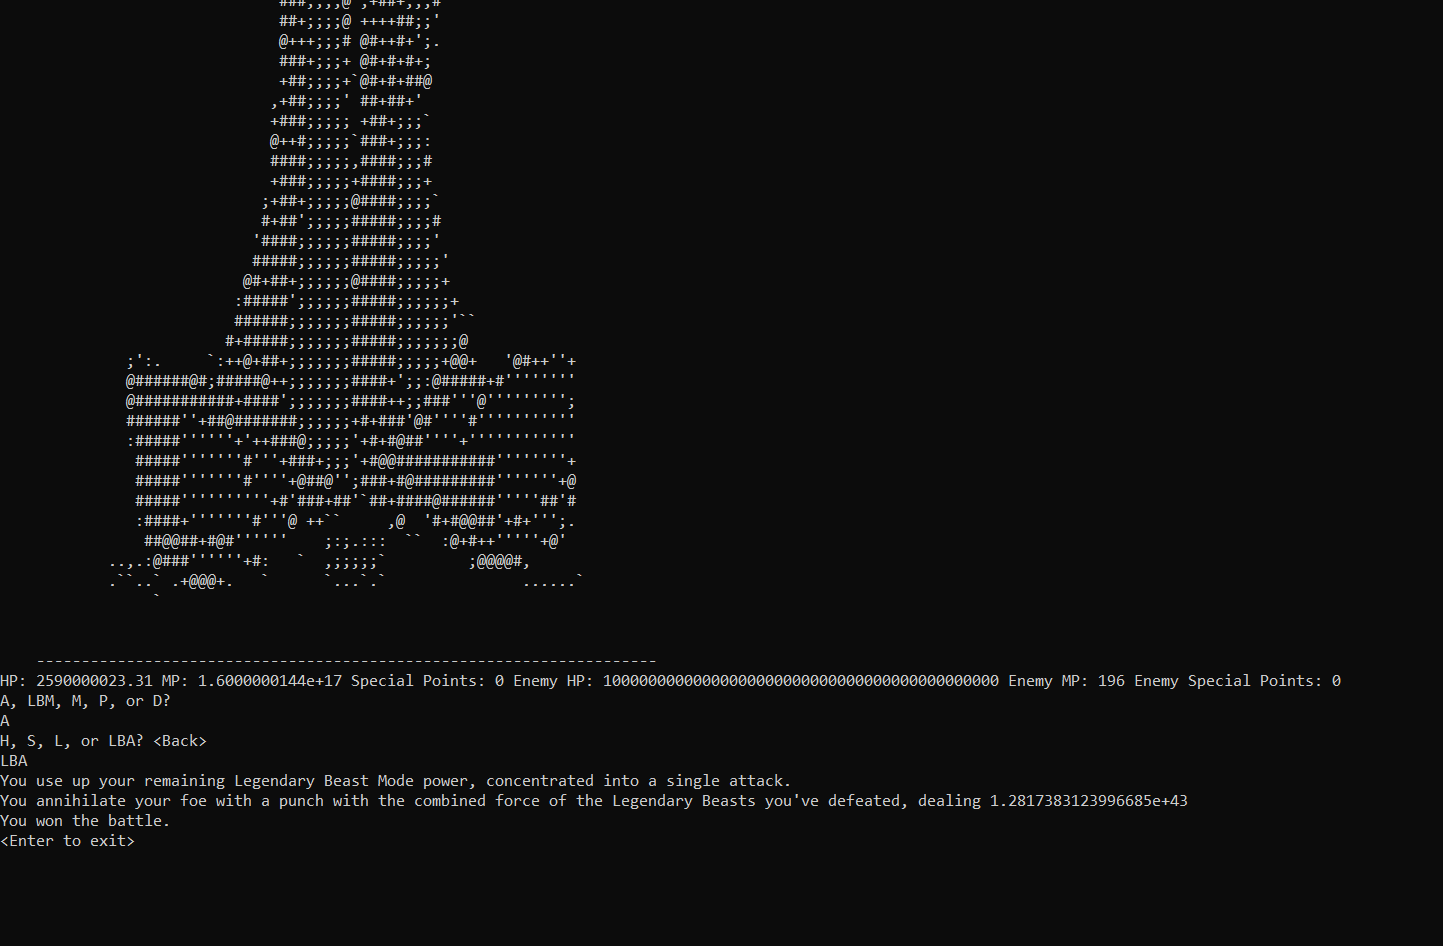 HP: 2590000023.31 MP: 1.6000000144e+17 Special Points: 0 Enemy HP: 10000000000000000000000000000000000000000000 Enemy MP: 196 Enemy Special Points: 0
A, LBM, M, P, or D?
A
H, S, L, or LBA? <Back>
LBA
You use up your remaining Legendary Beast Mode power, concentrated into a single attack.
You annihilate your foe with a punch with the combined force of the Legendary Beasts you've defeated, dealing 1.2817383123996685e+43
You won the battle.
<Enter to exit>